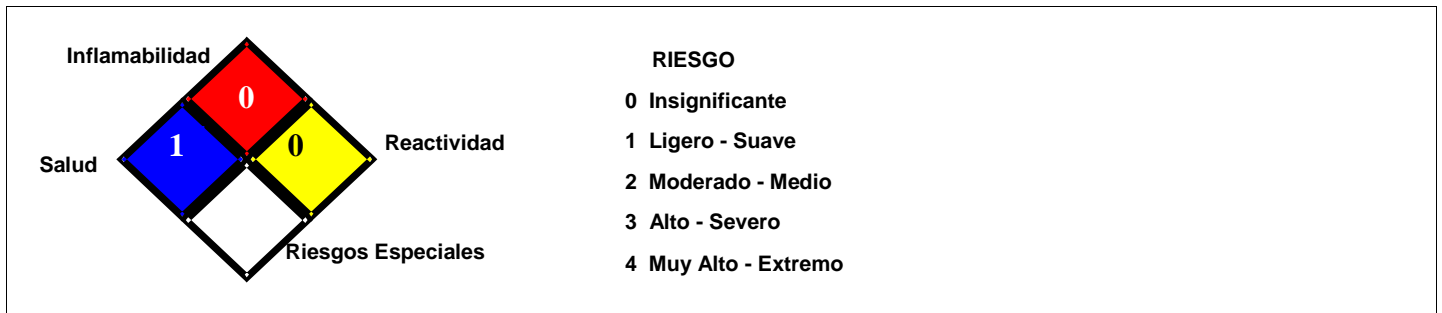 Inflamabilidad
0
1
0
Reactividad
Salud
Riesgos Especiales
RIESGO
0 Insignificante
1 Ligero - Suave
2 Moderado - Medio
3 Alto - Severo
4 Muy Alto - Extremo